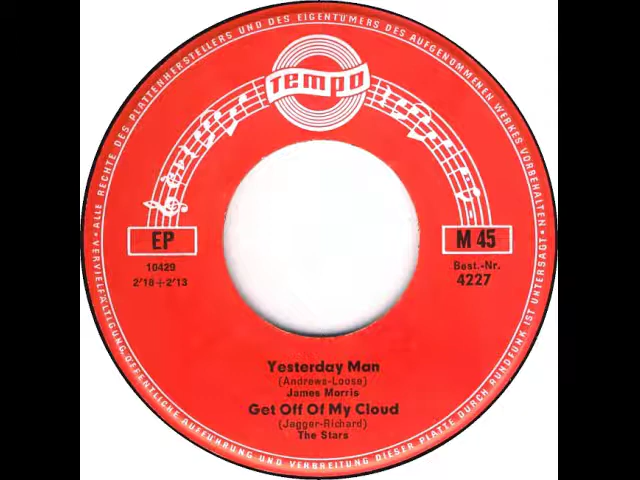 ★ ALLE RECHTE DES PLATTENHERSTELLERS UND DES EIGENTÜMERS DES AUFGENOMMENEN WERKES VORBEHALTEN
★ VERVIELFÄLTIGUNG, ÖFFENTLICHE AUFFÜHRUNG UND VERBREITUNG DIESER PLATTE DURCH RUNDFUNK IST UNTERSAGT
TEMPO
EP
M 45
10429
2'18+2'13
Best.-Nr.
4227
Yesterday Man
(Andrews-Loose)
James Morris
Get Off Of My Cloud
(Jagger-Richard)
The Stars